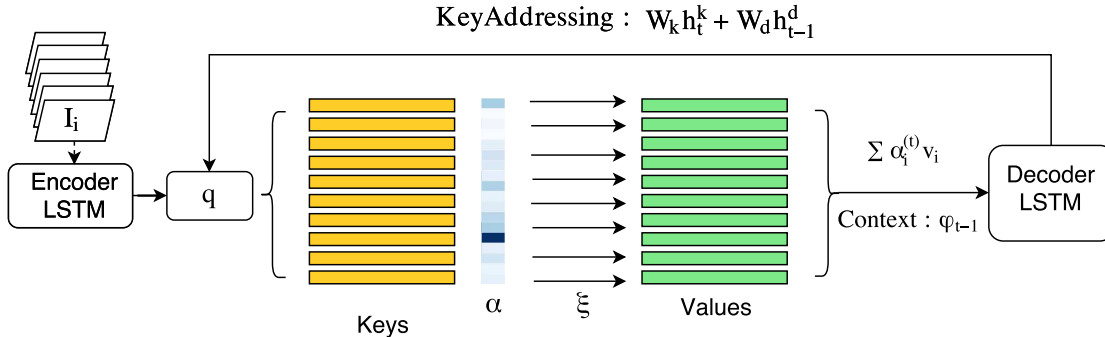 KeyAddressing : W_k h_t^k + W_d h_{t-1}^d
I_i
Encoder
LSTM
q
Σ α_i^{(t)} v_i
Context : φ_{t-1}
Decoder
LSTM
α
ξ
Keys
Values